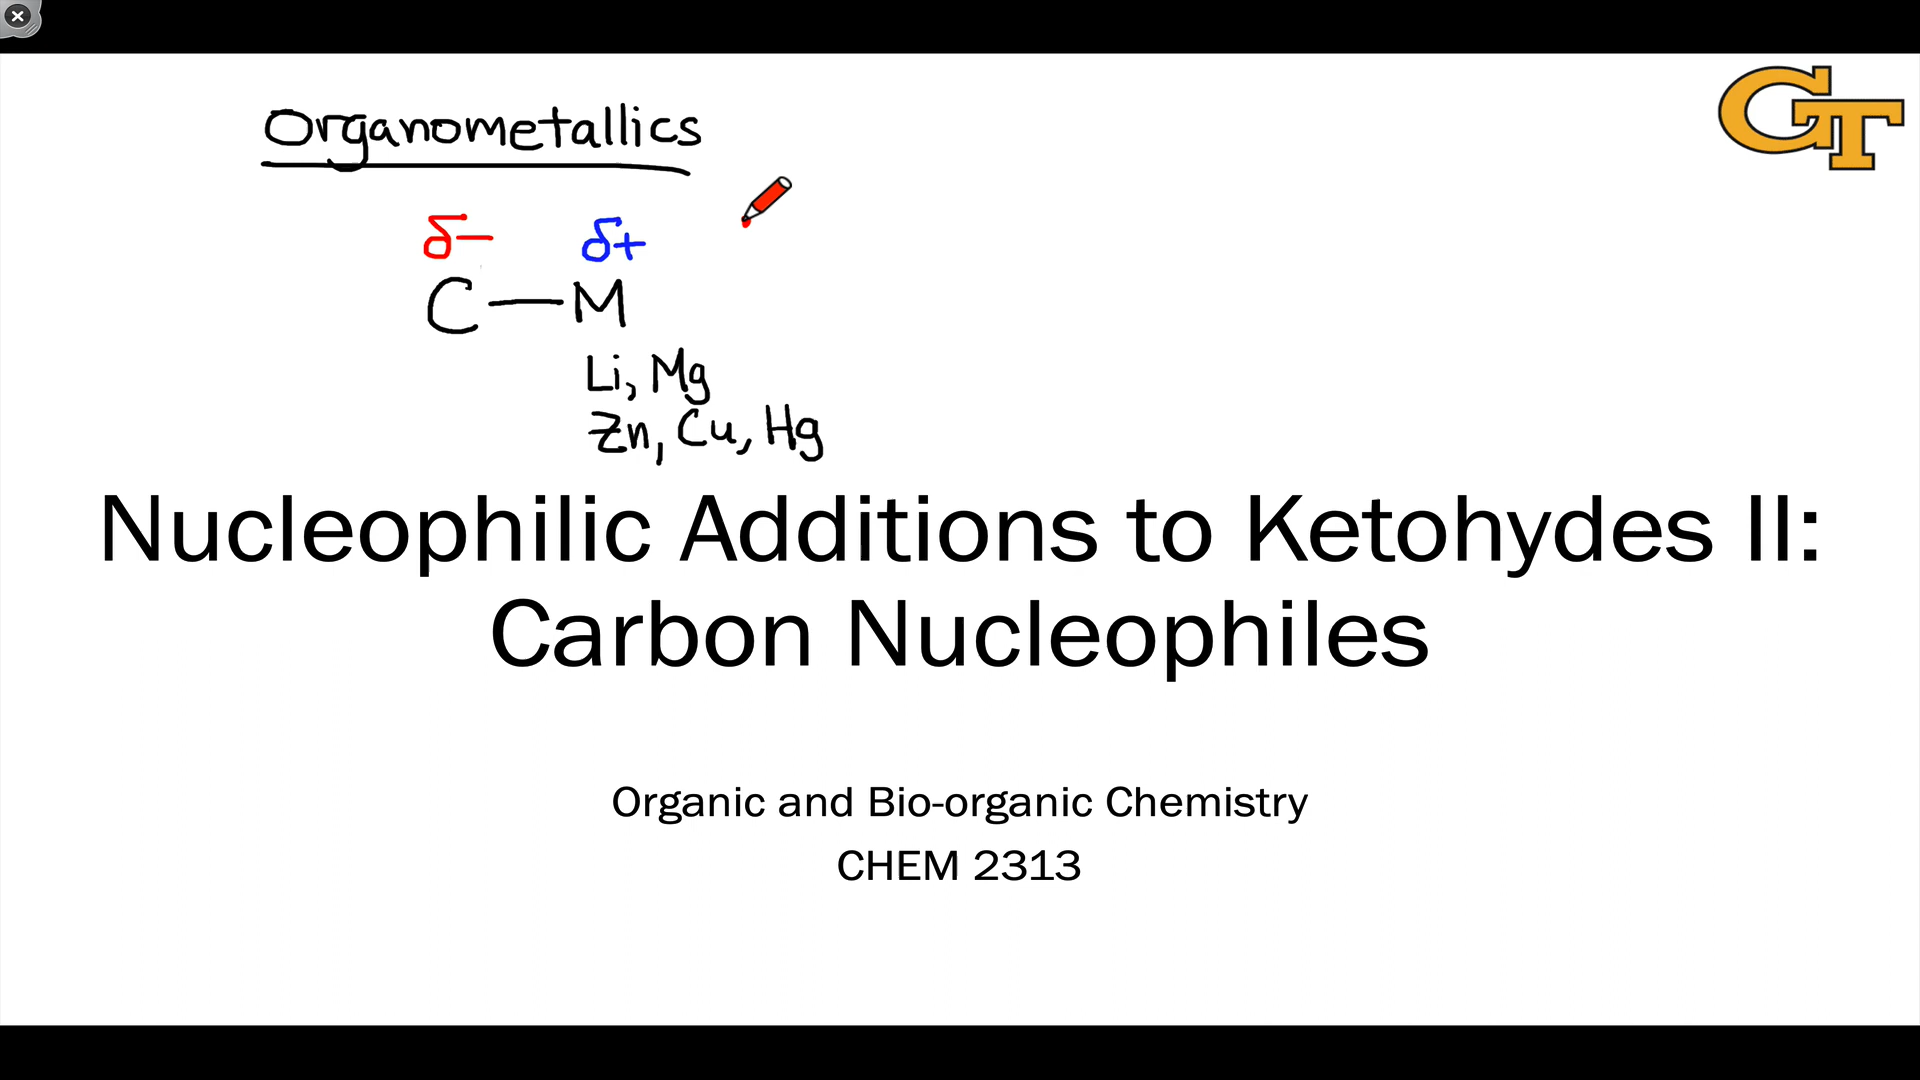 GT
Organometallics
δ− δ+
C—M
Li, Mg
Zn, Cu, Hg
Nucleophilic Additions to Ketohydes II:
Carbon Nucleophiles
Organic and Bio-organic Chemistry
CHEM 2313